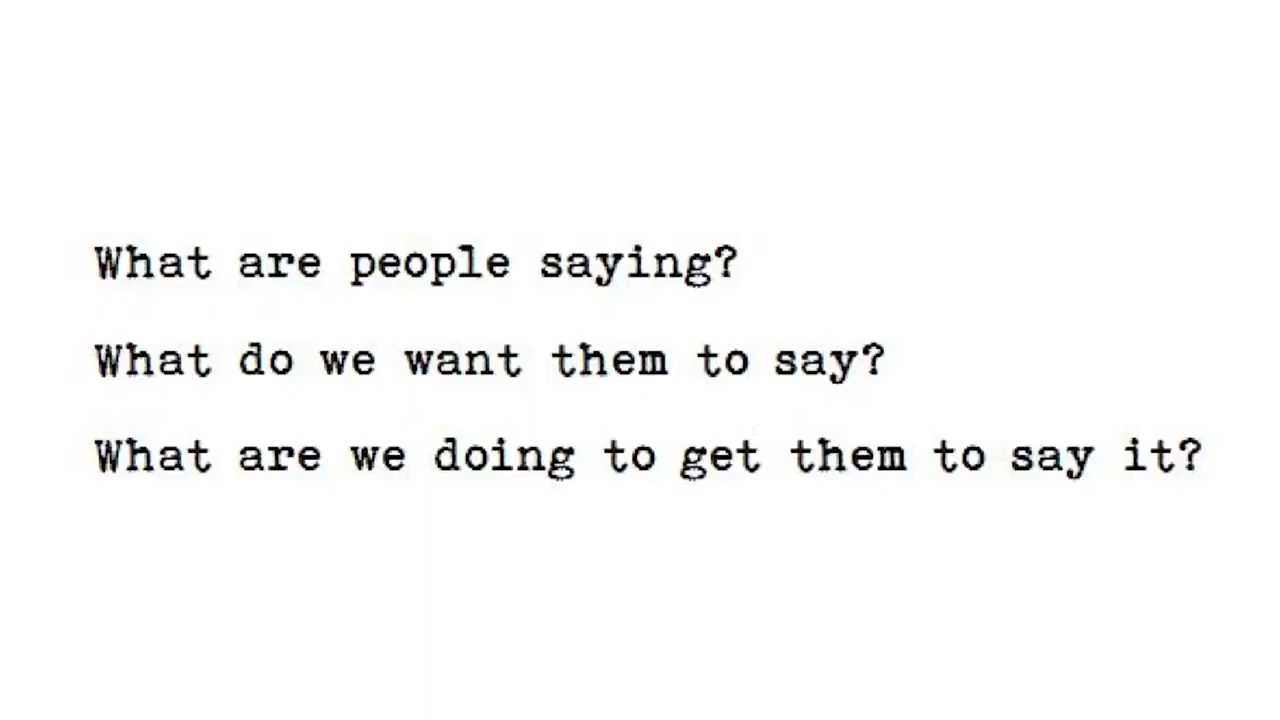 What are people saying?
What do we want them to say?
What are we doing to get them to say it?